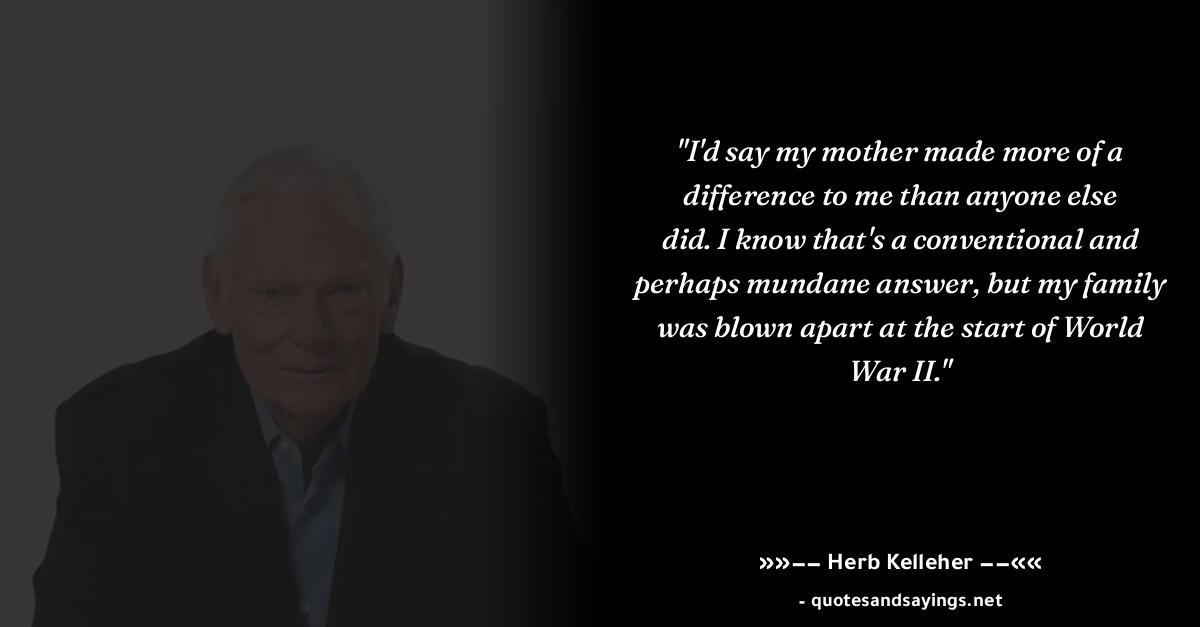 "I'd say my mother made more of a
difference to me than anyone else
did. I know that's a conventional and
perhaps mundane answer, but my family
was blown apart at the start of World
War II."
»»−− Herb Kelleher −−««
- quotesandsayings.net